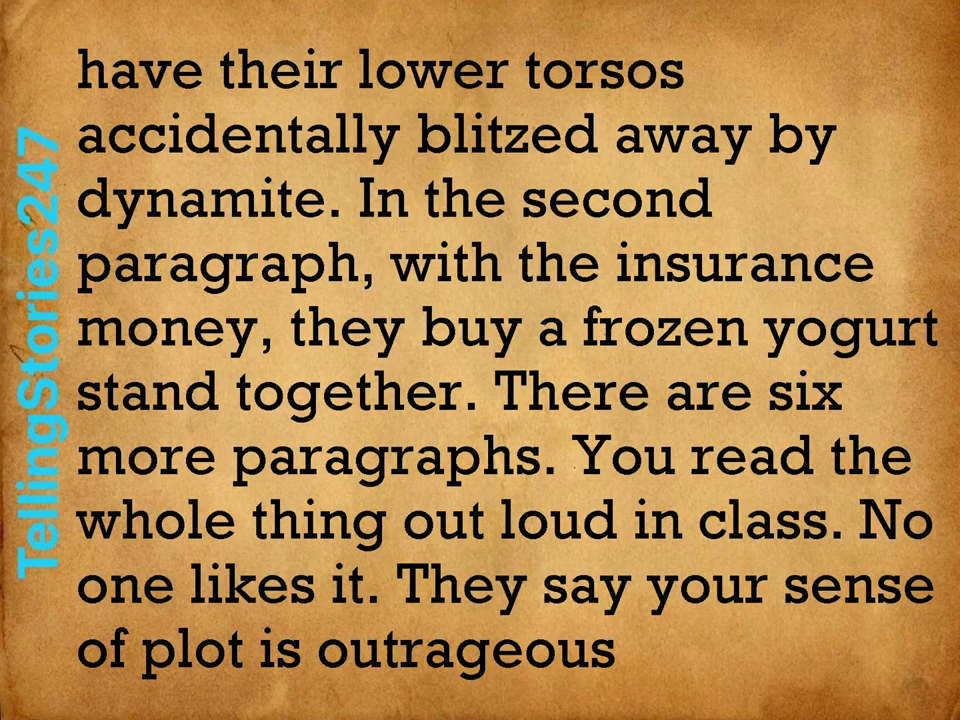 have their lower torsos
accidentally blitzed away by
dynamite. In the second
paragraph, with the insurance
money, they buy a frozen yogurt
stand together. There are six
more paragraphs. You read the
whole thing out loud in class. No
one likes it. They say your sense
of plot is outrageous
TellingStories247